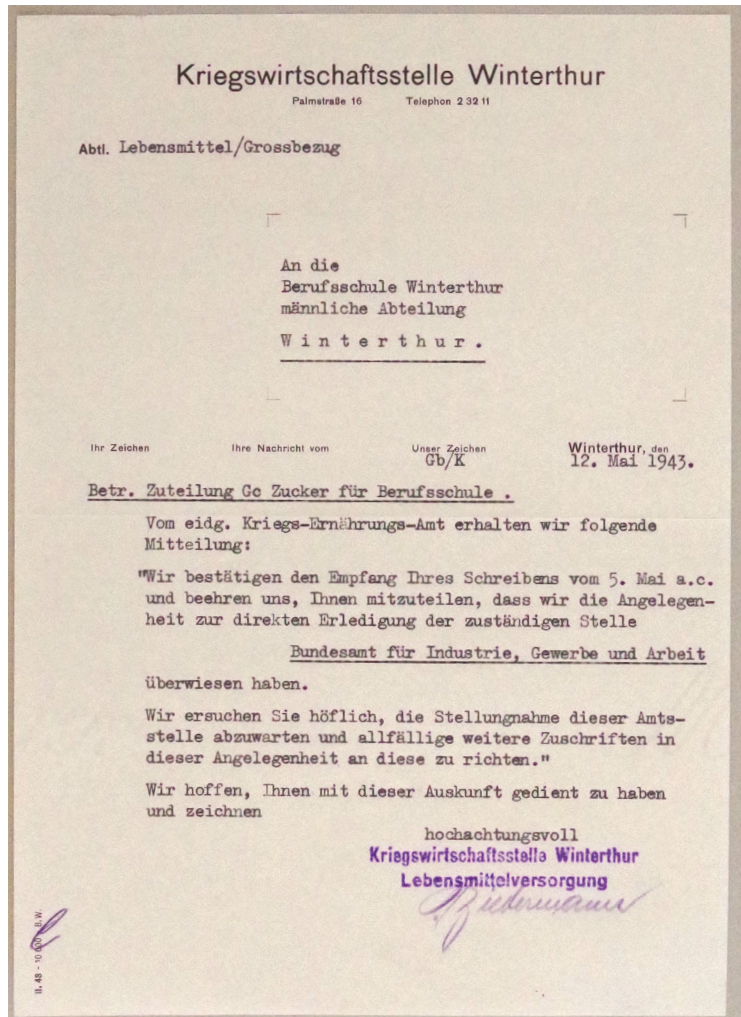 Kriegswirtschaftsstelle Winterthur
Palmstraße 16 Telephon 2 32 11
Abtl. Lebensmittel/Grossbezug
An die
Berufsschule Winterthur
männliche Abteilung
W i n t e r t h u r .
Ihr Zeichen Ihre Nachricht vom Unser Zeichen Winterthur, den
Gb/K 12. Mai 1943.
Betr. Zuteilung Gc Zucker für Berufsschule .
Vom eidg. Kriegs-Ernährungs-Amt erhalten wir folgende
Mitteilung:
"Wir bestätigen den Empfang Ihres Schreibens vom 5. Mai a.c.
und beehren uns, Ihnen mitzuteilen, dass wir die Angelegen-
heit zur direkten Erledigung der zuständigen Stelle
Bundesamt für Industrie, Gewerbe und Arbeit
überwiesen haben.
Wir ersuchen Sie höflich, die Stellungnahme dieser Amts-
stelle abzuwarten und allfällige weitere Zuschriften in
dieser Angelegenheit an diese zu richten."
Wir hoffen, Ihnen mit dieser Auskunft gedient zu haben
und zeichnen
hochachtungsvoll
Kriegswirtschaftsstelle Winterthur
Lebensmittelversorgung
Biedermann
B.W.